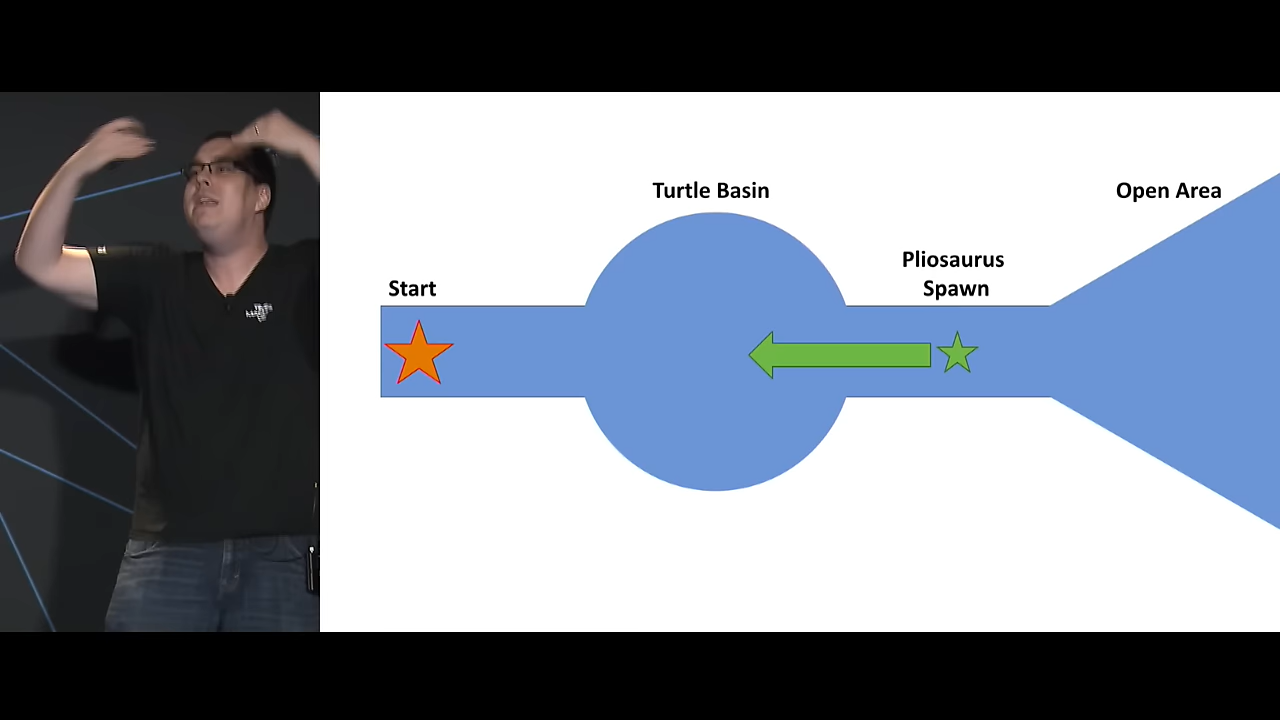 Turtle Basin
Open Area
Pliosaurus
Spawn
Start